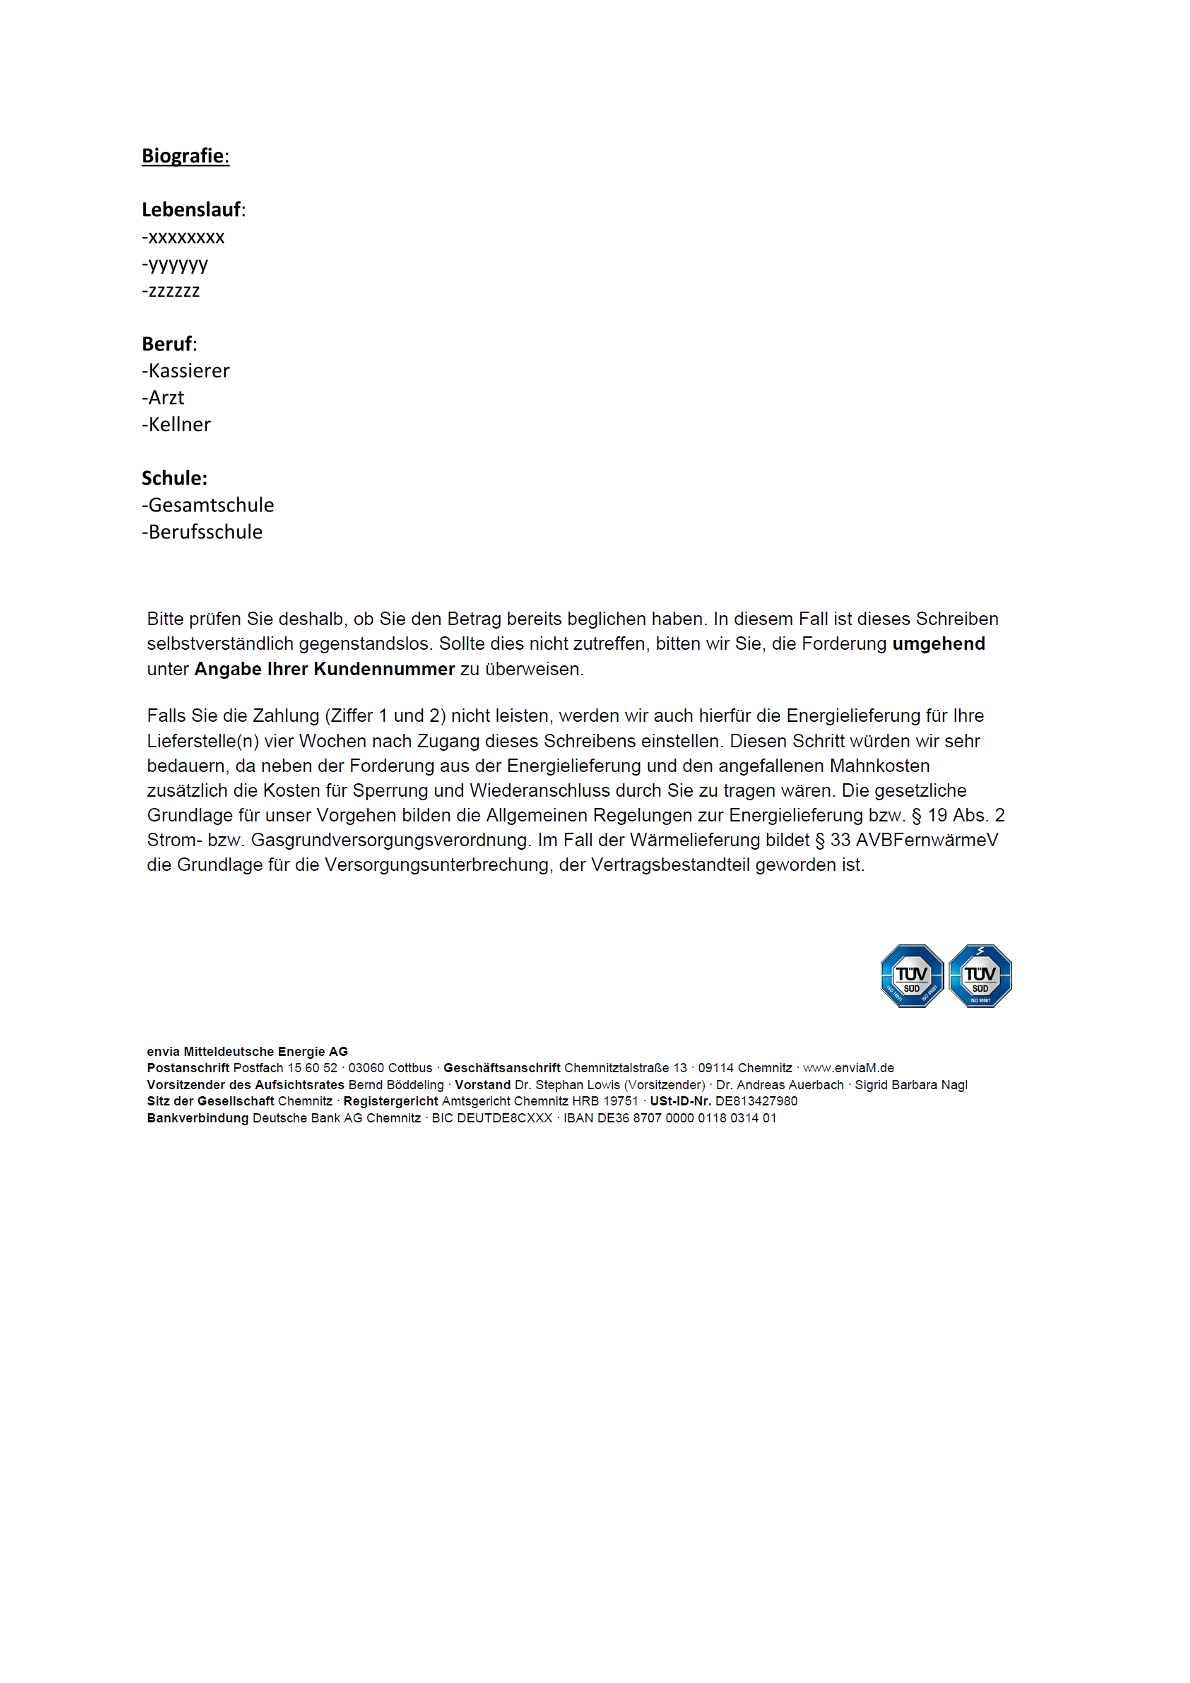 Biografie:
Lebenslauf:
-xxxxxxxx
-yyyyyy
-zzzzzz
Beruf:
-Kassierer
-Arzt
-Kellner
Schule:
-Gesamtschule
-Berufsschule
Bitte prüfen Sie deshalb, ob Sie den Betrag bereits beglichen haben. In diesem Fall ist dieses Schreiben
selbstverständlich gegenstandslos. Sollte dies nicht zutreffen, bitten wir Sie, die Forderung umgehend
unter Angabe Ihrer Kundennummer zu überweisen.
Falls Sie die Zahlung (Ziffer 1 und 2) nicht leisten, werden wir auch hierfür die Energielieferung für Ihre
Lieferstelle(n) vier Wochen nach Zugang dieses Schreibens einstellen. Diesen Schritt würden wir sehr
bedauern, da neben der Forderung aus der Energielieferung und den angefallenen Mahnkosten
zusätzlich die Kosten für Sperrung und Wiederanschluss durch Sie zu tragen wären. Die gesetzliche
Grundlage für unser Vorgehen bilden die Allgemeinen Regelungen zur Energielieferung bzw. § 19 Abs. 2
Strom- bzw. Gasgrundversorgungsverordnung. Im Fall der Wärmelieferung bildet § 33 AVBFernwärmeV
die Grundlage für die Versorgungsunterbrechung, der Vertragsbestandteil geworden ist.
TÜV TÜV
SÜD SÜD
ISO 50001
envia Mitteldeutsche Energie AG
Postanschrift Postfach 15 60 52 · 03060 Cottbus · Geschäftsanschrift Chemnitztalstraße 13 · 09114 Chemnitz · www.enviaM.de
Vorsitzender des Aufsichtsrates Bernd Böddeling · Vorstand Dr. Stephan Lowis (Vorsitzender) · Dr. Andreas Auerbach · Sigrid Barbara Nagl
Sitz der Gesellschaft Chemnitz · Registergericht Amtsgericht Chemnitz HRB 19751 · USt-ID-Nr. DE813427980
Bankverbindung Deutsche Bank AG Chemnitz · BIC DEUTDE8CXXX · IBAN DE36 8707 0000 0118 0314 01